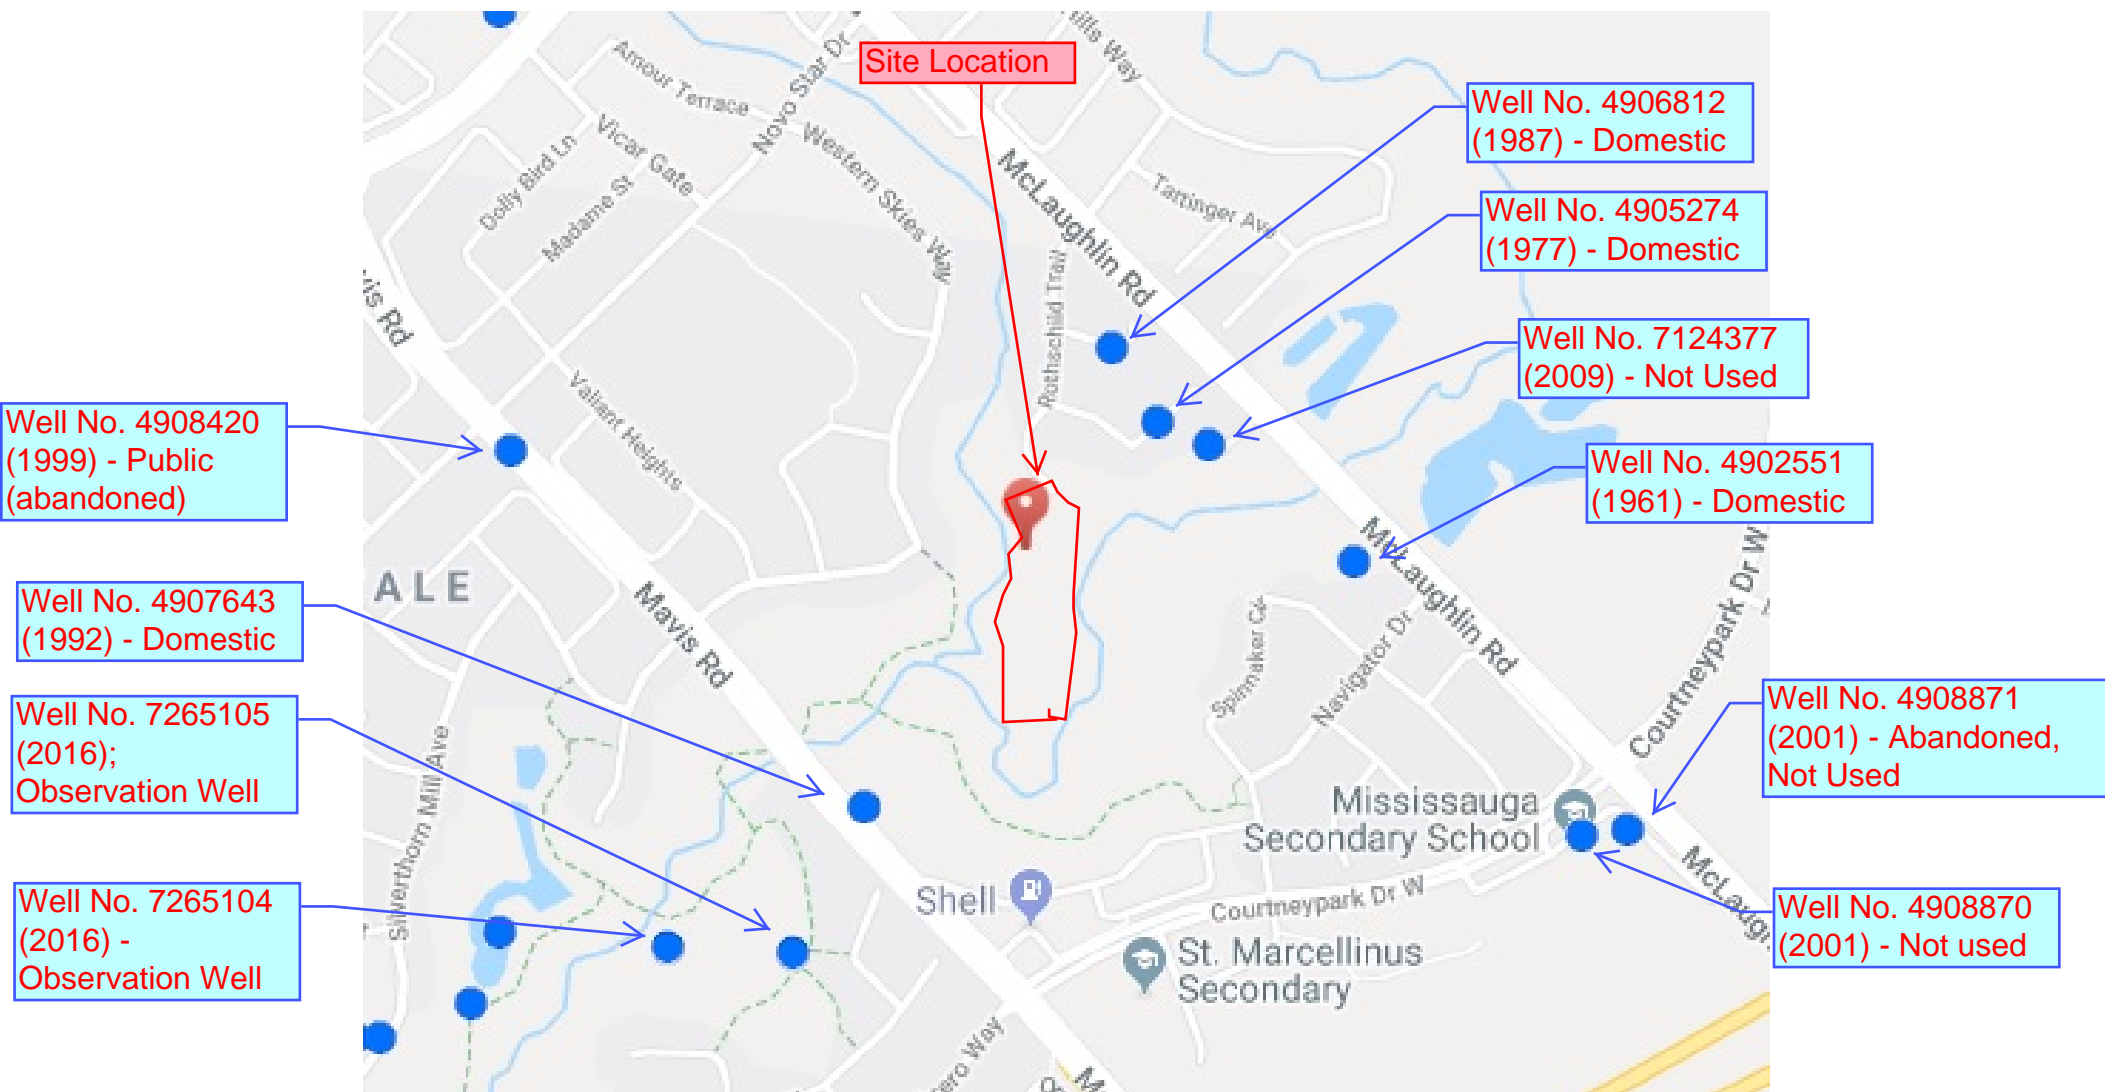 Site Location
Well No. 4906812
(1987) - Domestic
Well No. 4905274
(1977) - Domestic
Well No. 7124377
(2009) - Not Used
Well No. 4902551
(1961) - Domestic
Well No. 4908871
(2001) - Abandoned,
Not Used
Well No. 4908870
(2001) - Not used
Well No. 4908420
(1999) - Public
(abandoned)
Well No. 4907643
(1992) - Domestic
Well No. 7265105
(2016);
Observation Well
Well No. 7265104
(2016) -
Observation Well
Amour Terrace
Novo Star Dr
Western Skies Way
Vicar Gate
Dolly Bird Ln
Madame St
McLaughlin Rd
Tattinger Ave
Rothschild Trail
Valiant Heights
vis Rd
ALE
Mavis Rd
Silverthorn Mill Ave
McLaughlin Rd
Spinnaker Cir
Navigator Dr
Courtneypark Dr W
Mississauga
Secondary School
Shell
Courtneypark Dr W
St. Marcellinus
Secondary
McLaugh
ero Way